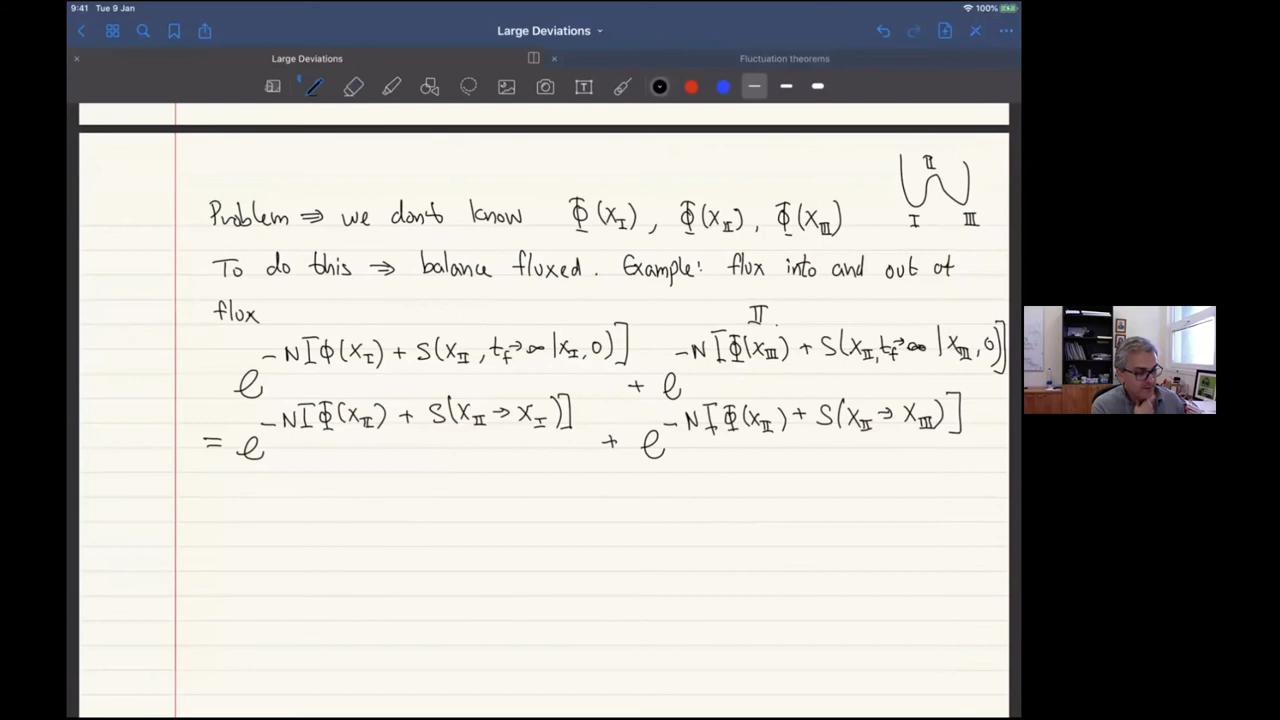 9:41 Tue 9 Jan 100%
Large Deviations
Large Deviations Fluctuation theorems
II
I III
Problem ⇒ we don't know Φ(x_I), Φ(x_II), Φ(x_III)
To do this ⇒ balance fluxed. Example: flux into and out of
flux II
e^{-N[Φ(x_I) + S(x_II, t_f→∞ | x_I, 0)]} + e^{-N[Φ(x_III) + S(x_II, t_f→∞ | x_III, 0)]}
= e^{-N[Φ(x_II) + S(x_II → x_I)]} + e^{-N[Φ(x_II) + S(x_II → x_III)]}